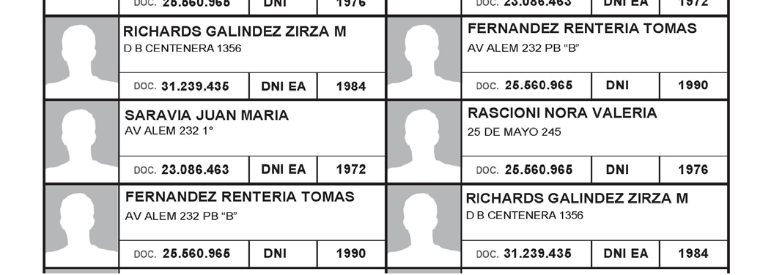 DOC. 25.560.965 DNI 1976
DOC. 23.086.463 DNI EA 1972
RICHARDS GALINDEZ ZIRZA M
D B CENTENERA 1356
DOC. 31.239.435 DNI EA 1984
FERNANDEZ RENTERIA TOMAS
AV ALEM 232 PB "B"
DOC. 25.560.965 DNI 1990
SARAVIA JUAN MARIA
AV ALEM 232 1°
DOC. 23.086.463 DNI EA 1972
RASCIONI NORA VALERIA
25 DE MAYO 245
DOC. 25.560.965 DNI 1976
FERNANDEZ RENTERIA TOMAS
AV ALEM 232 PB "B"
DOC. 25.560.965 DNI 1990
RICHARDS GALINDEZ ZIRZA M
D B CENTENERA 1356
DOC. 31.239.435 DNI EA 1984